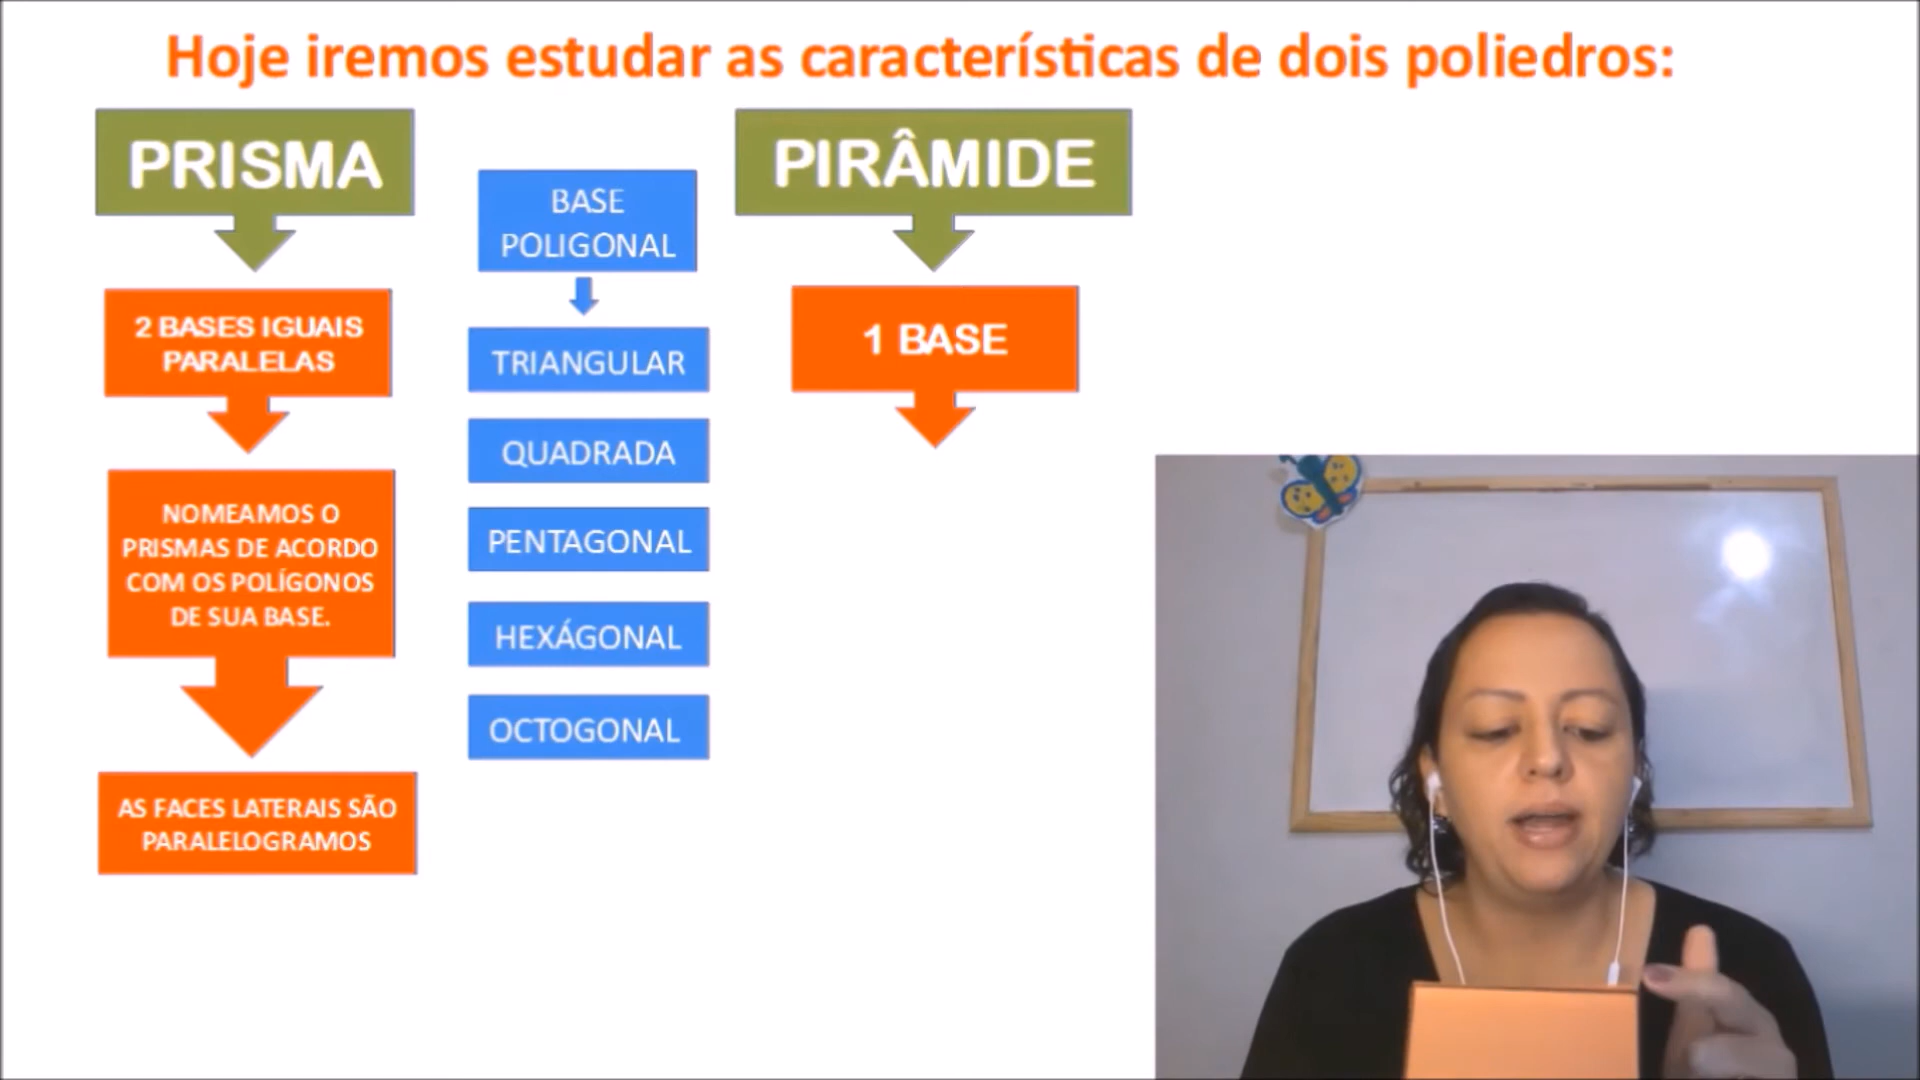 Hoje iremos estudar as características de dois poliedros:
PRISMA
2 BASES IGUAIS
PARALELAS
NOMEAMOS O
PRISMAS DE ACORDO
COM OS POLÍGONOS
DE SUA BASE.
AS FACES LATERAIS SÃO
PARALELOGRAMOS
BASE
POLIGONAL
TRIANGULAR
QUADRADA
PENTAGONAL
HEXÁGONAL
OCTOGONAL
PIRÂMIDE
1 BASE